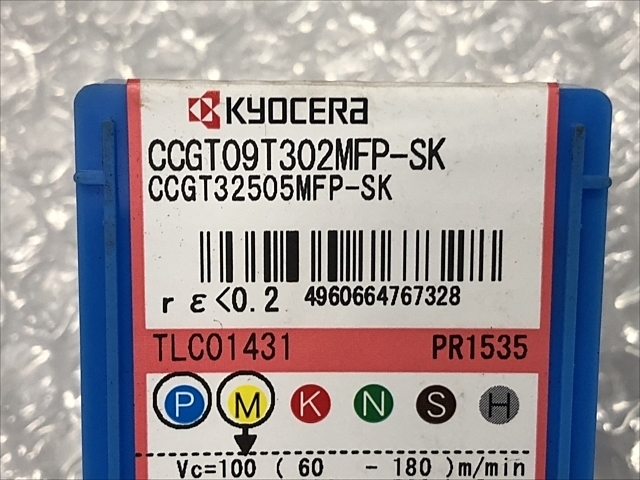 KYOCERA
CCGT09T302MFP-SK
CCGT32505MFP-SK
rε<0.2 4960664767328
TLC01431 PR1535
P M K N S H
Vc=100 ( 60 - 180 )m/min